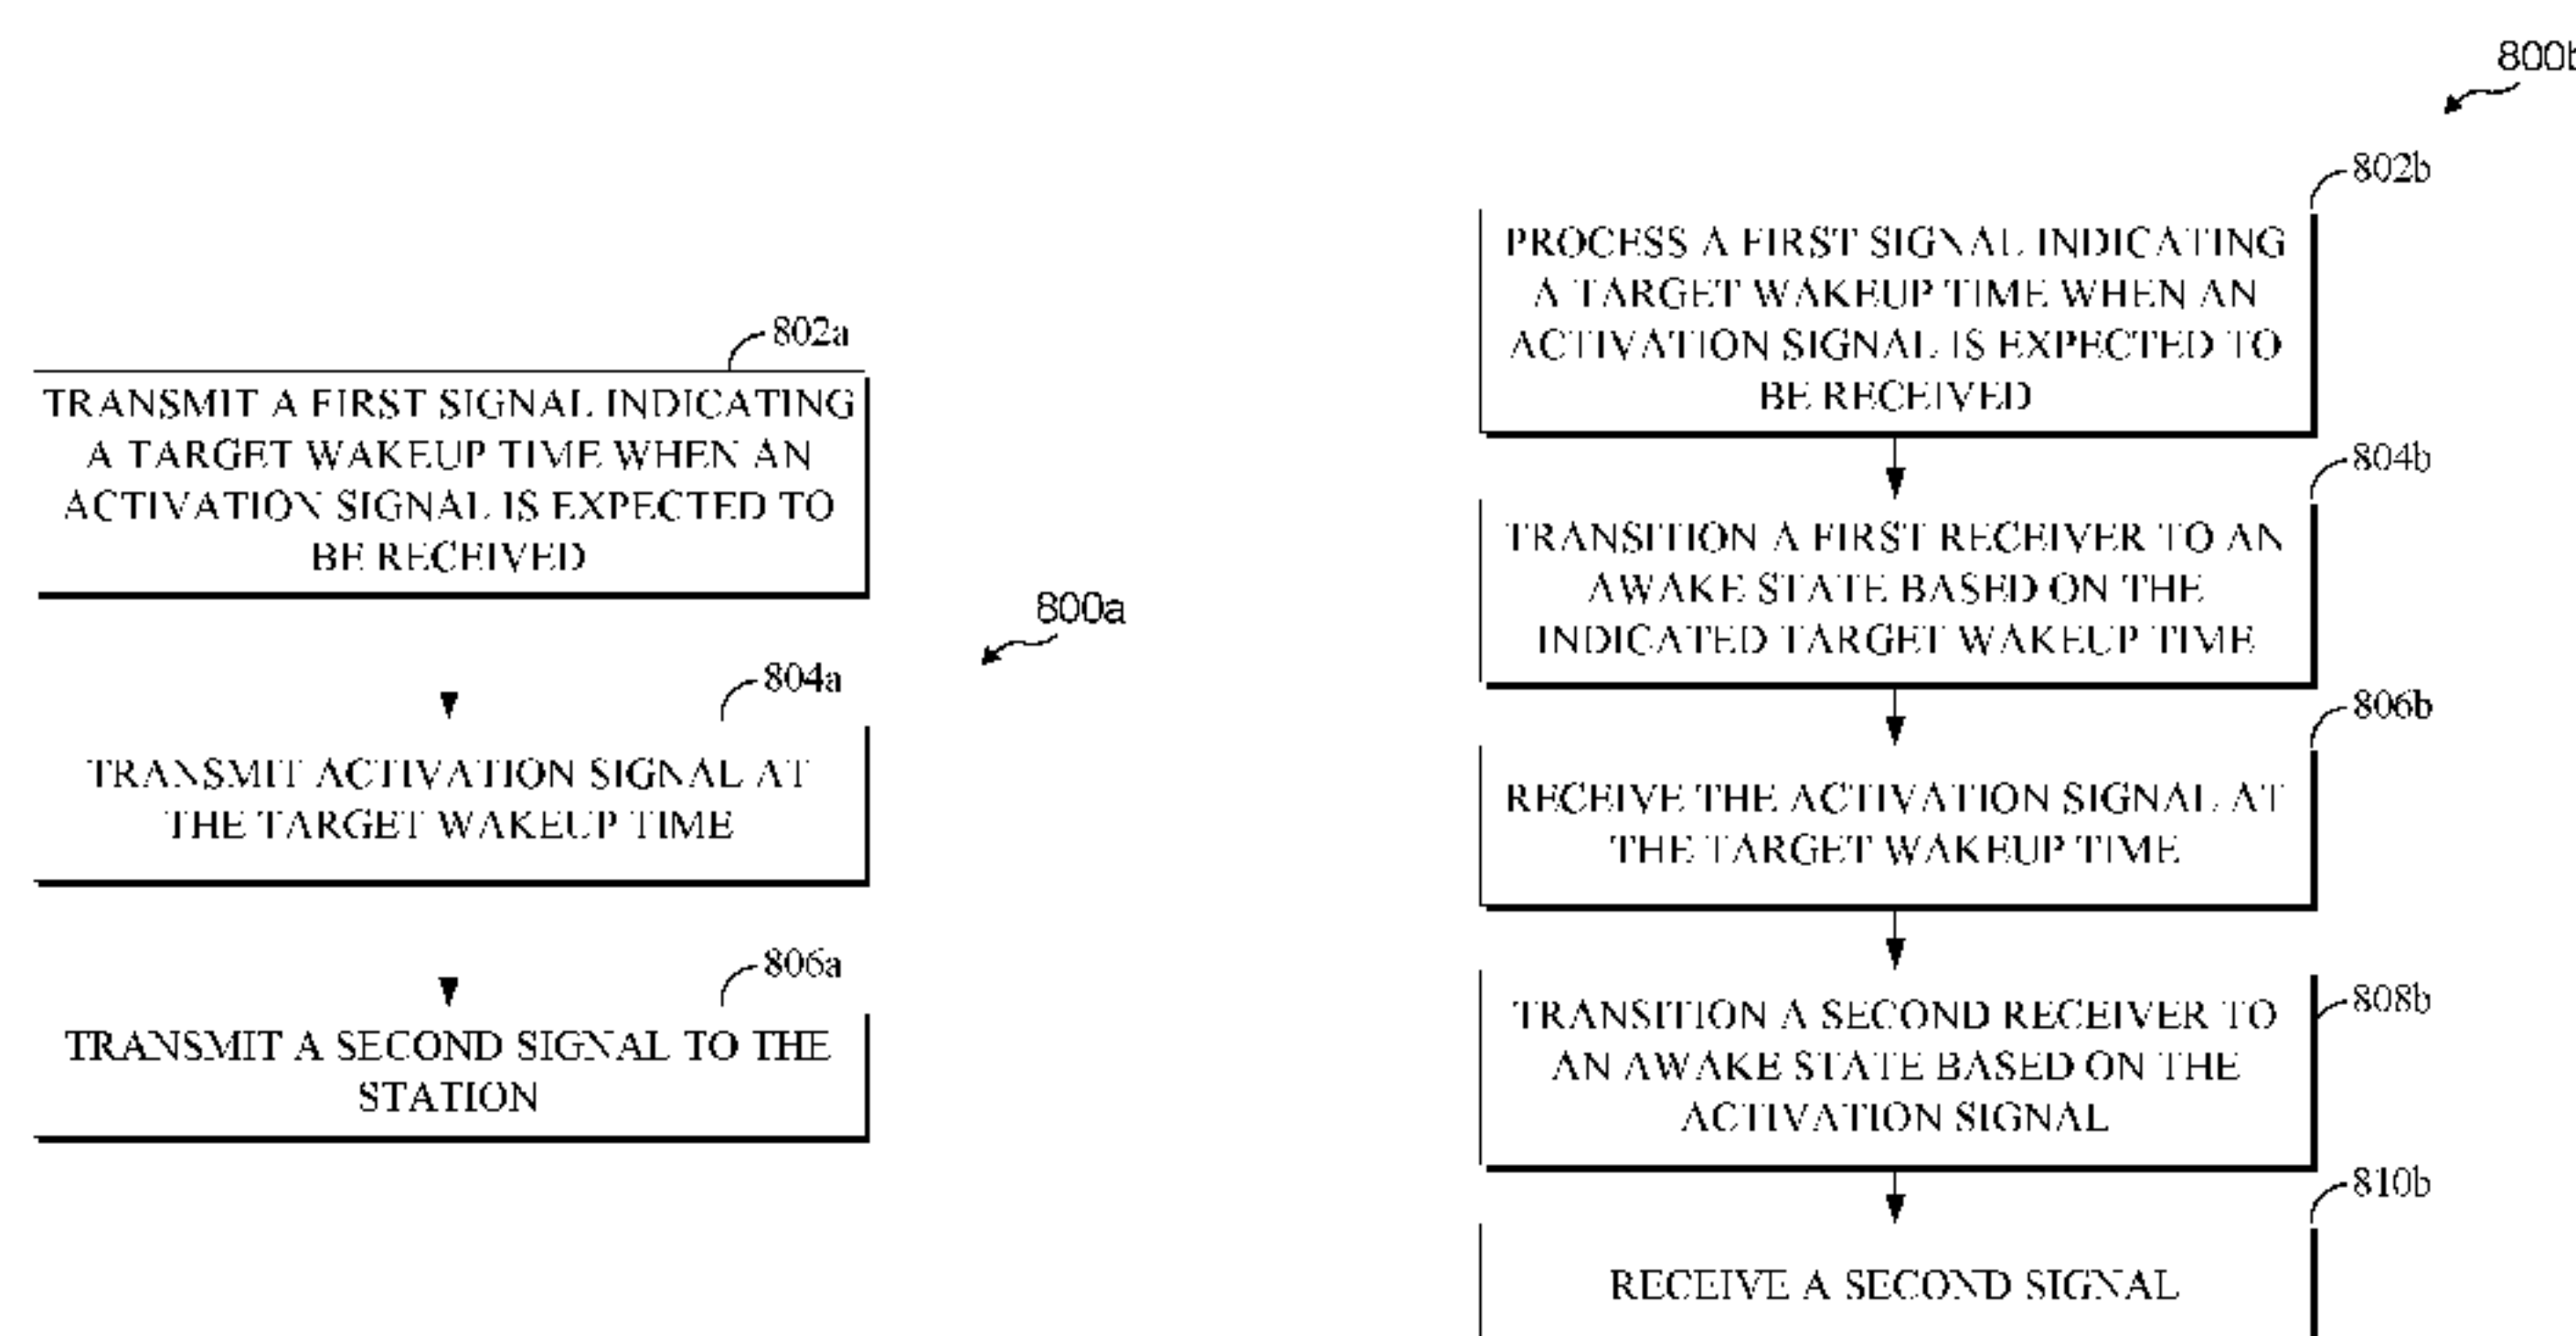 802a
TRANSMIT A FIRST SIGNAL INDICATING
A TARGET WAKEUP TIME WHEN AN
ACTIVATION SIGNAL IS EXPECTED TO
BE RECEIVED
800a
804a
TRANSMIT ACTIVATION SIGNAL AT
THE TARGET WAKEUP TIME
806a
TRANSMIT A SECOND SIGNAL TO THE
STATION
800b
802b
PROCESS A FIRST SIGNAL INDICATING
A TARGET WAKEUP TIME WHEN AN
ACTIVATION SIGNAL IS EXPECTED TO
BE RECEIVED
804b
TRANSITION A FIRST RECEIVER TO AN
AWAKE STATE BASED ON THE
INDICATED TARGET WAKEUP TIME
806b
RECEIVE THE ACTIVATION SIGNAL AT
THE TARGET WAKEUP TIME
808b
TRANSITION A SECOND RECEIVER TO
AN AWAKE STATE BASED ON THE
ACTIVATION SIGNAL
810b
RECEIVE A SECOND SIGNAL